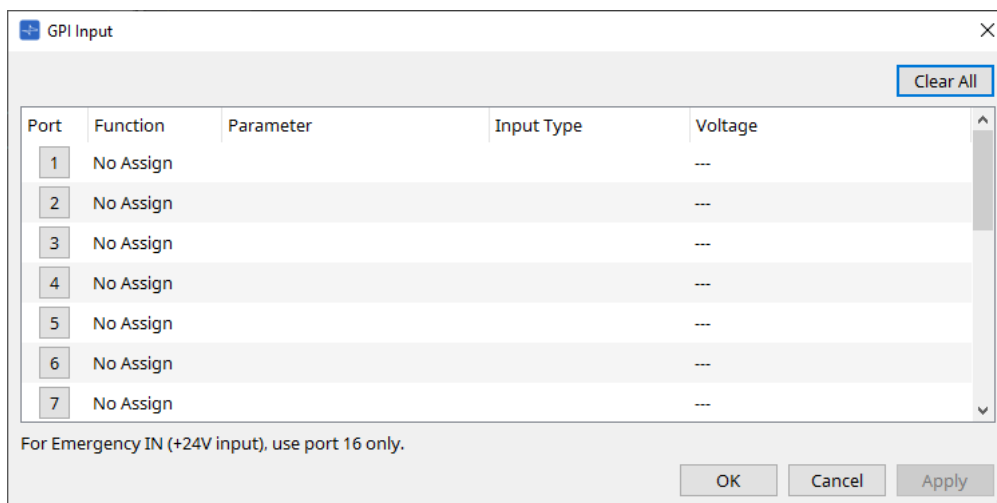 GPI Input
Clear All
Port Function Parameter Input Type Voltage
1 No Assign ---
2 No Assign ---
3 No Assign ---
4 No Assign ---
5 No Assign ---
6 No Assign ---
7 No Assign ---
For Emergency IN (+24V input), use port 16 only.
OK Cancel Apply